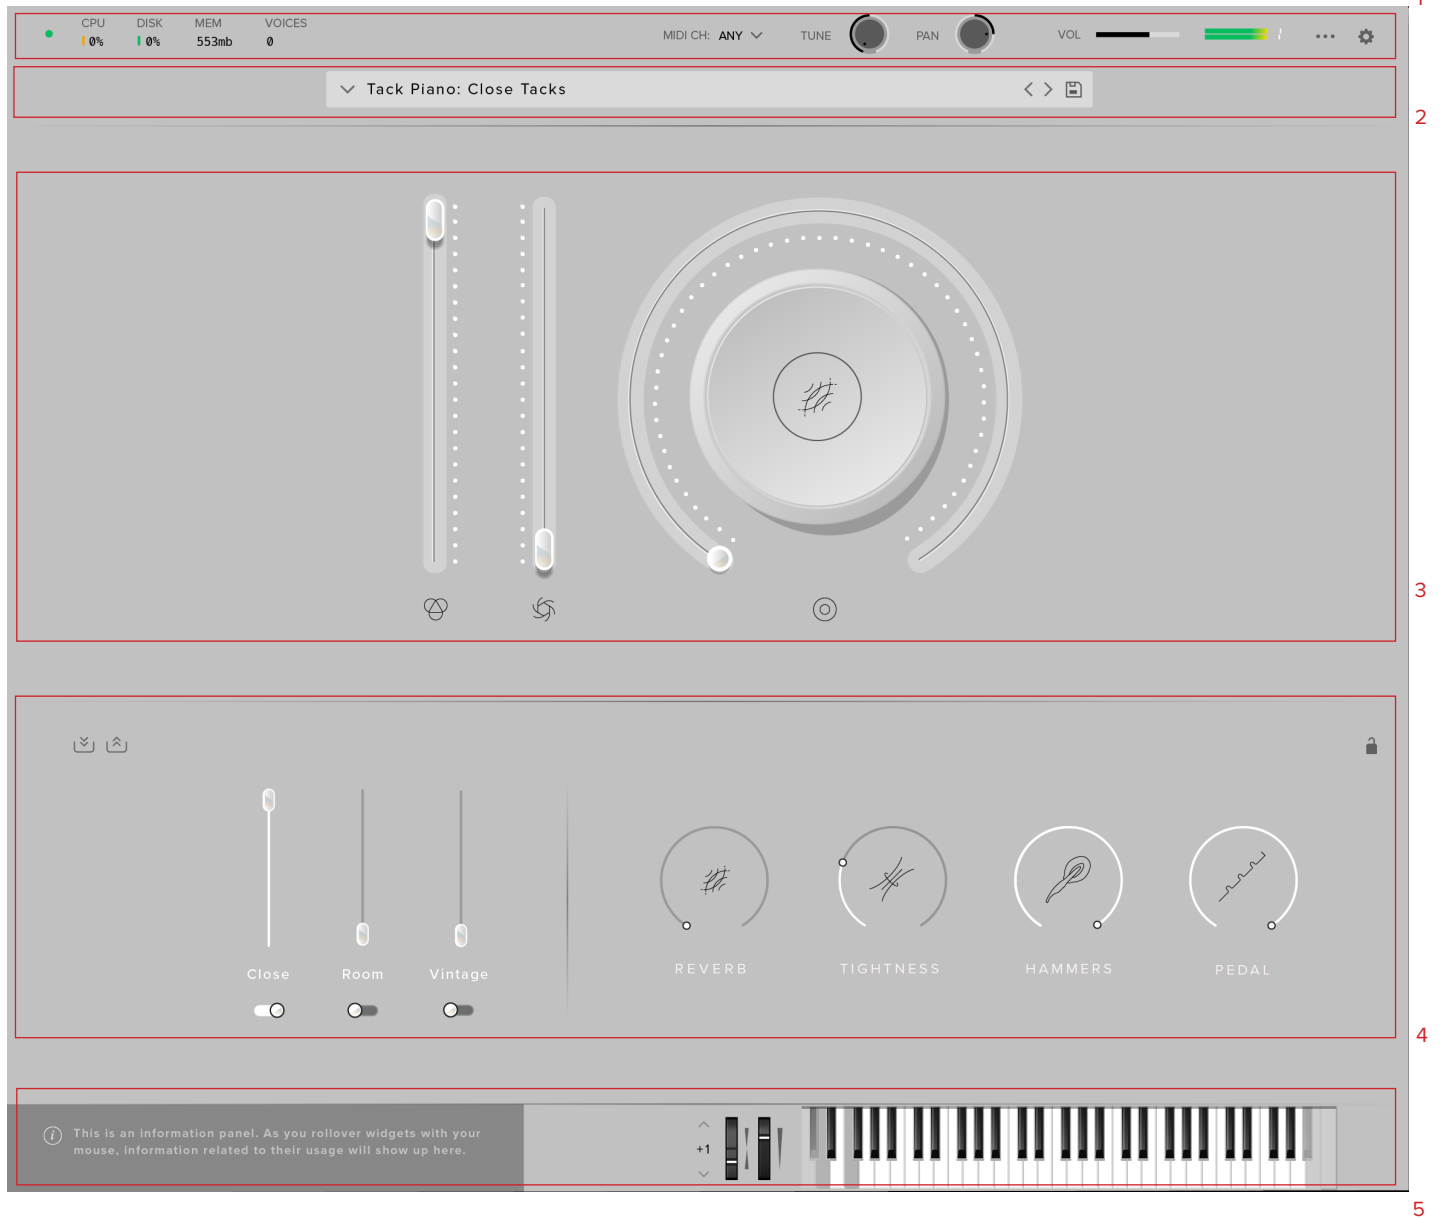 1
CPU DISK MEM VOICES
0% 0% 553mb 0
MIDI CH: ANY TUNE PAN VOL
Tack Piano: Close Tacks
2
3
Close Room Vintage
REVERB TIGHTNESS HAMMERS PEDAL
4
i
This is an information panel. As you rollover widgets with your
mouse, information related to their usage will show up here.
+1
5